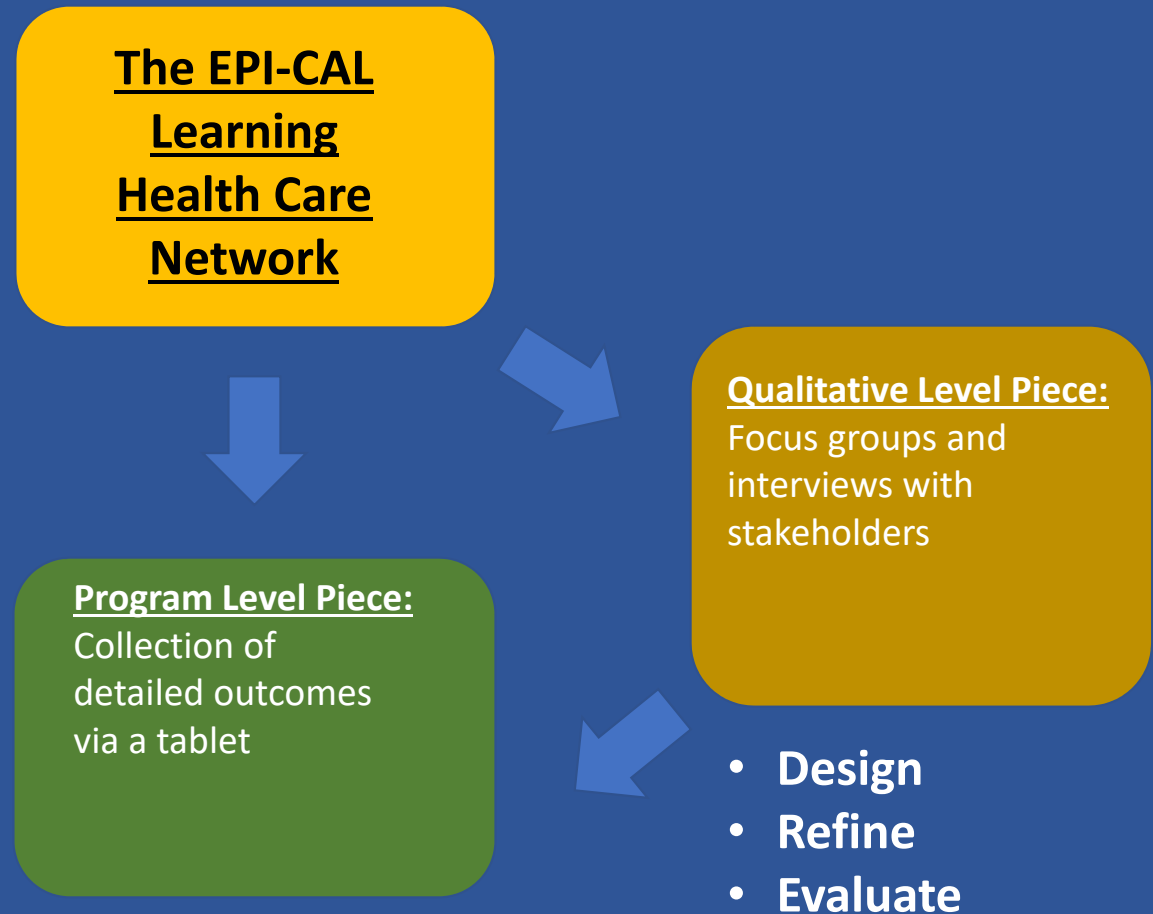 The EPI-CAL
Learning
Health Care
Network
Qualitative Level Piece:
Focus groups and
interviews with
stakeholders
Program Level Piece:
Collection of
detailed outcomes
via a tablet
• Design
• Refine
• Evaluate